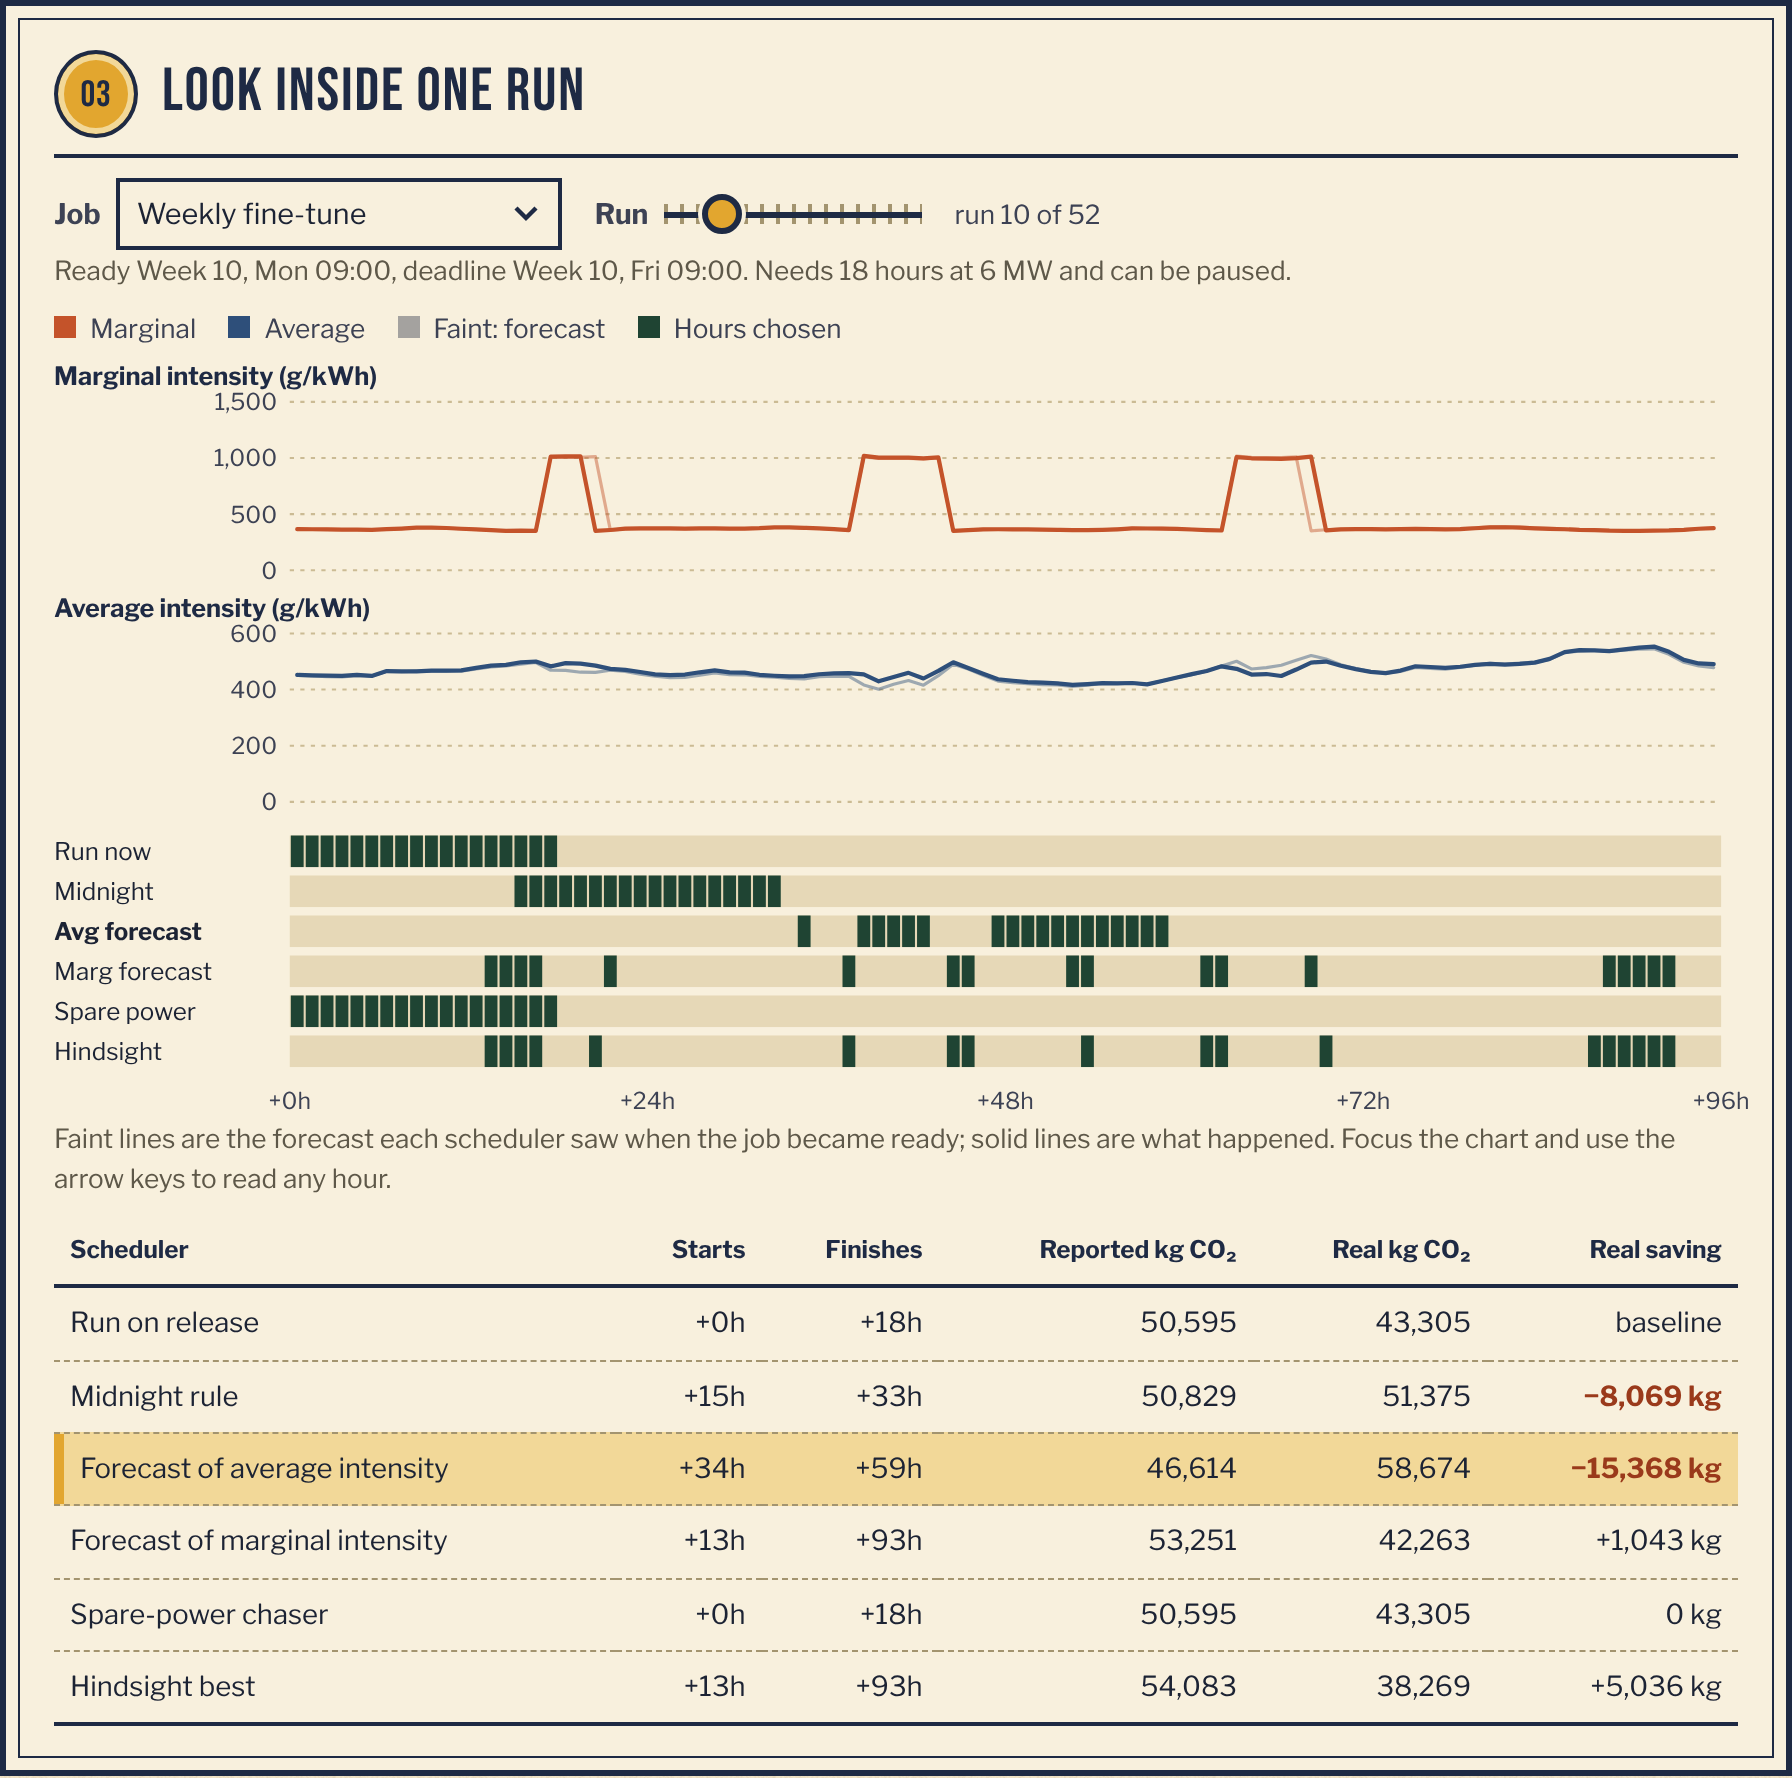 03
LOOK INSIDE ONE RUN
Job Weekly fine-tune Run run 10 of 52
Ready Week 10, Mon 09:00, deadline Week 10, Fri 09:00. Needs 18 hours at 6 MW and can be paused.
Marginal Average Faint: forecast Hours chosen
Marginal intensity (g/kWh)
1,500
1,000
500
0
Average intensity (g/kWh)
600
400
200
0
Run now
Midnight
Avg forecast
Marg forecast
Spare power
Hindsight
+0h +24h +48h +72h +96h
Faint lines are the forecast each scheduler saw when the job became ready; solid lines are what happened. Focus the chart and use the
arrow keys to read any hour.
Scheduler Starts Finishes Reported kg CO₂ Real kg CO₂ Real saving
Run on release +0h +18h 50,595 43,305 baseline
Midnight rule +15h +33h 50,829 51,375 −8,069 kg
Forecast of average intensity +34h +59h 46,614 58,674 −15,368 kg
Forecast of marginal intensity +13h +93h 53,251 42,263 +1,043 kg
Spare-power chaser +0h +18h 50,595 43,305 0 kg
Hindsight best +13h +93h 54,083 38,269 +5,036 kg